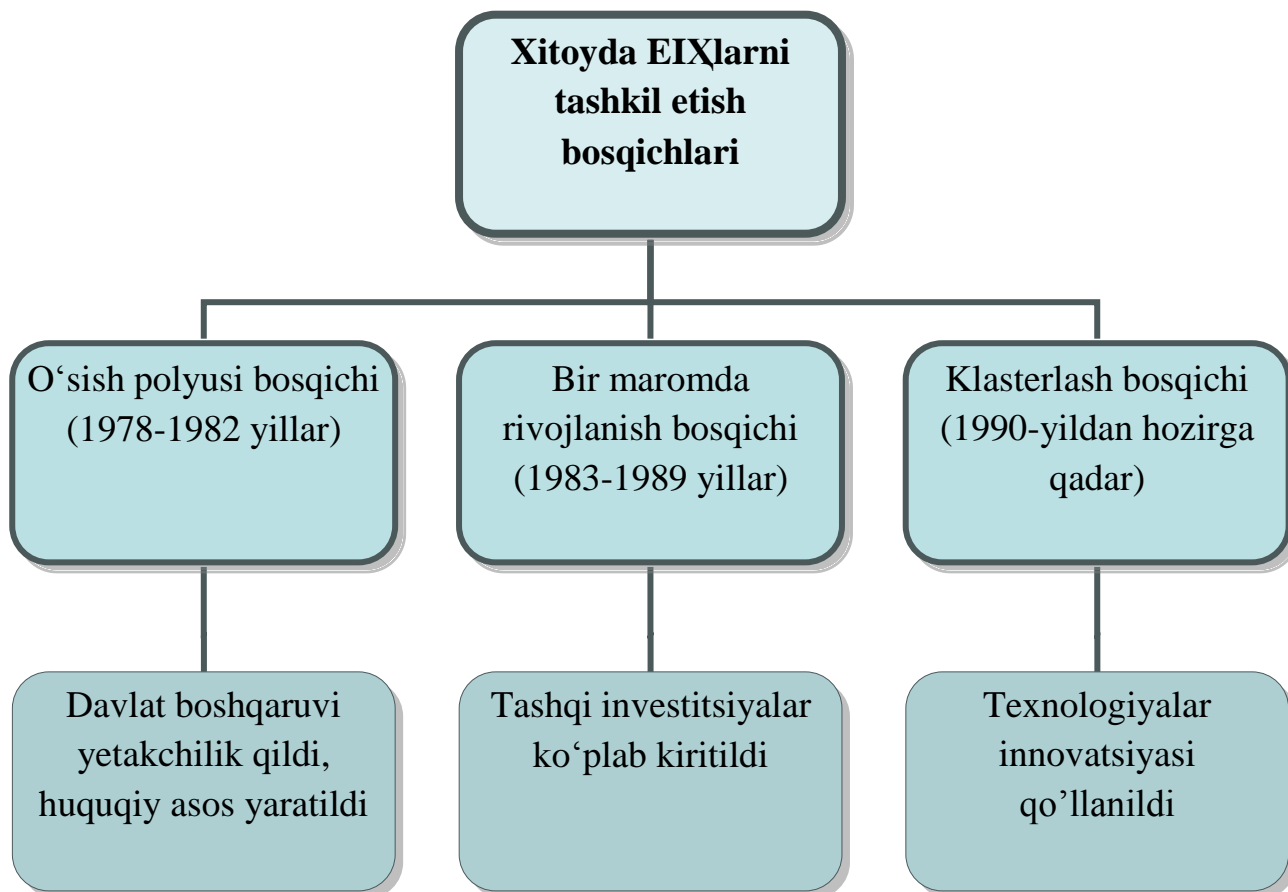 Xitoyda EIҲlarni
tashkil etish
bosqichlari
O‘sish polyusi bosqichi
(1978-1982 yillar)
Bir maromda
rivojlanish bosqichi
(1983-1989 yillar)
Klasterlash bosqichi
(1990-yildan hozirga
qadar)
Davlat boshqaruvi
yetakchilik qildi,
huquqiy asos yaratildi
Tashqi investitsiyalar
ko‘plab kiritildi
Texnologiyalar
innovatsiyasi
qo’llanildi